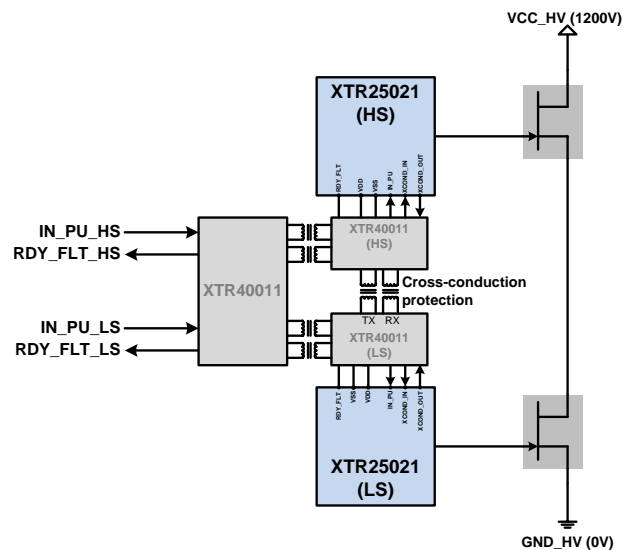 VCC_HV (1200V)
XTR25021
(HS)
RDY_FLT
VDD
VSS
IN_PU
XCOND_IN
XCOND_OUT
XTR40011
(HS)
IN_PU_HS
RDY_FLT_HS
XTR40011
Cross-conduction
protection
IN_PU_LS
RDY_FLT_LS
TX RX
XTR40011
(LS)
RDY_FLT
VSS
VDD
IN_PU
XCOND_IN
XCOND_OUT
XTR25021
(LS)
GND_HV (0V)